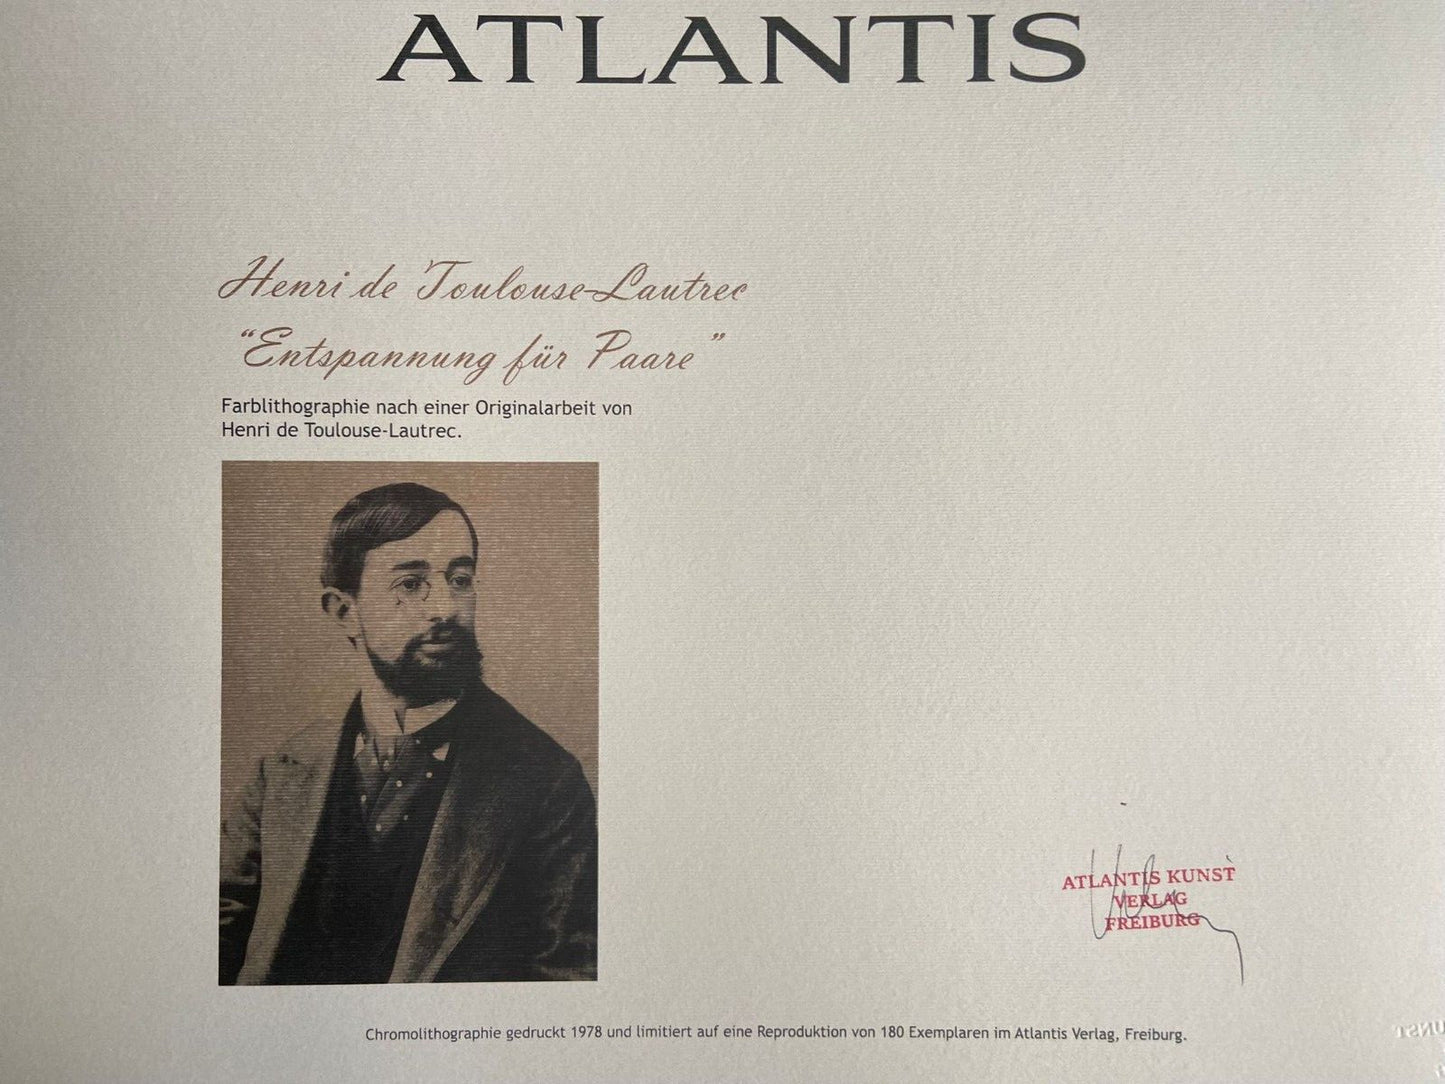 ATLANTIS
Henri de Toulouse-Lautrec
“Entspannung für Paare”
Farblithographie nach einer Originalarbeit von
Henri de Toulouse-Lautrec.
ATLANTIS KUNST
VERLAG
FREIBURG
Chromolithographie gedruckt 1978 und limitiert auf eine Reproduktion von 180 Exemplaren im Atlantis Verlag, Freiburg.